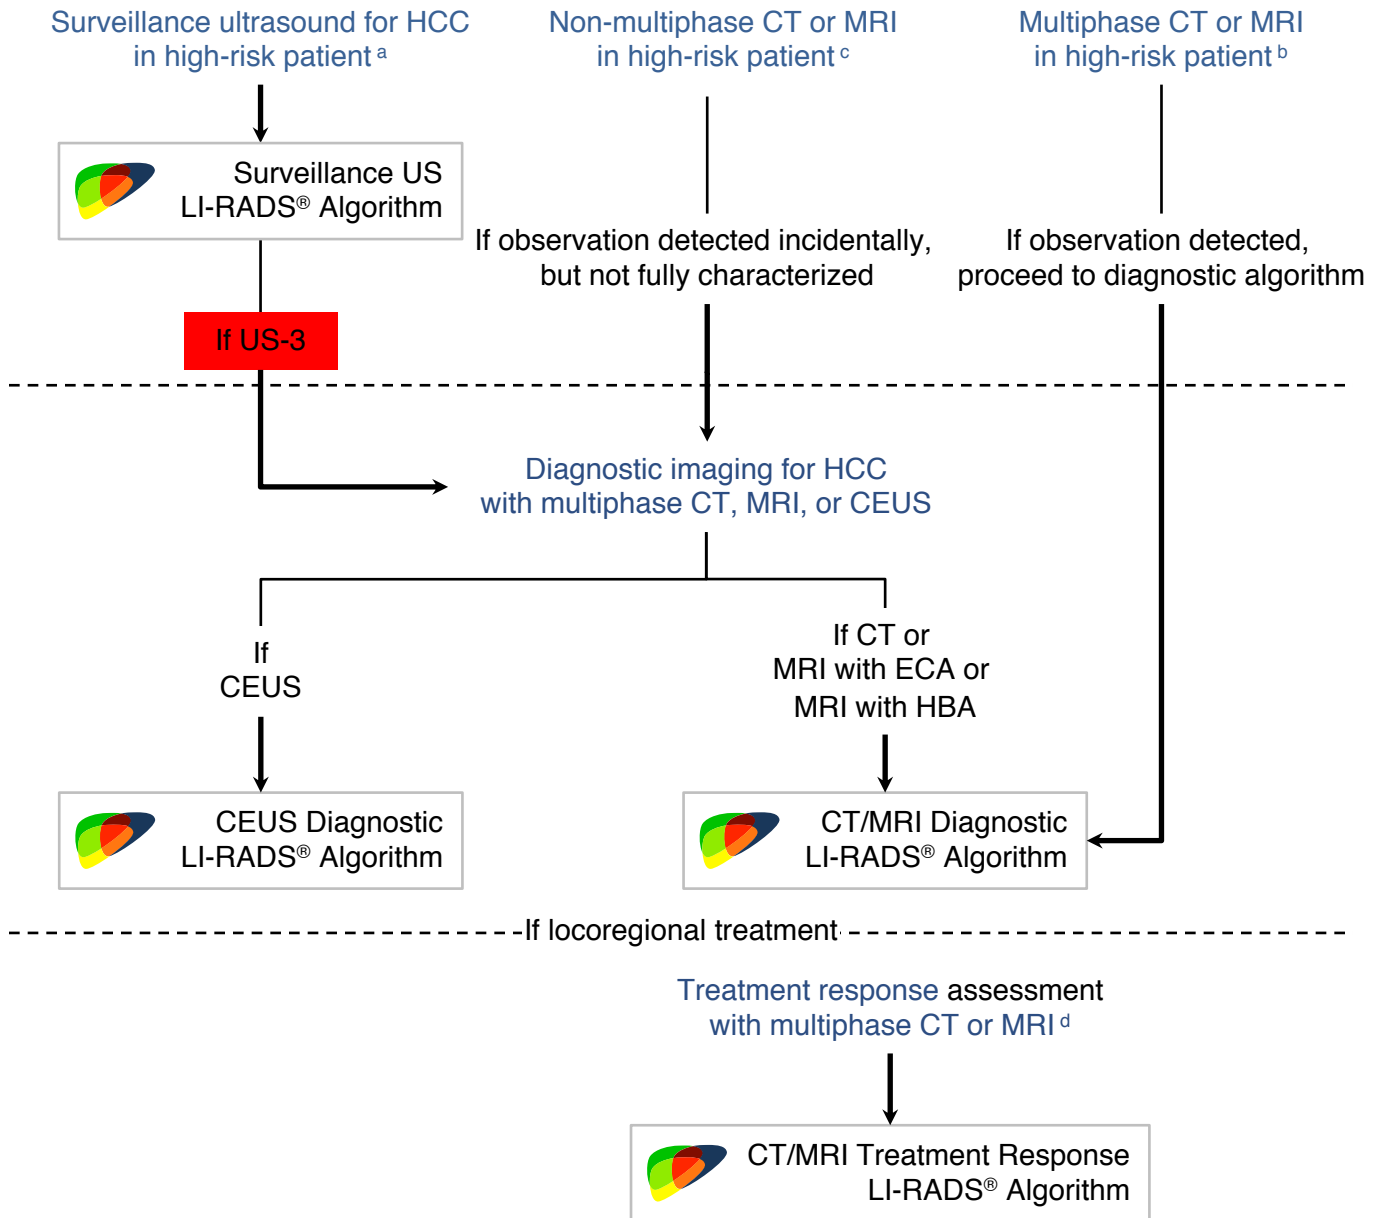 Surveillance ultrasound for HCC
in high-risk patient a
Non-multiphase CT or MRI
in high-risk patient c
Multiphase CT or MRI
in high-risk patient b
Surveillance US
LI-RADS® Algorithm
If observation detected incidentally,
but not fully characterized
If observation detected,
proceed to diagnostic algorithm
If US-3
Diagnostic imaging for HCC
with multiphase CT, MRI, or CEUS
If
CEUS
If CT or
MRI with ECA or
MRI with HBA
CEUS Diagnostic
LI-RADS® Algorithm
CT/MRI Diagnostic
LI-RADS® Algorithm
If locoregional treatment
Treatment response assessment
with multiphase CT or MRI d
CT/MRI Treatment Response
LI-RADS® Algorithm